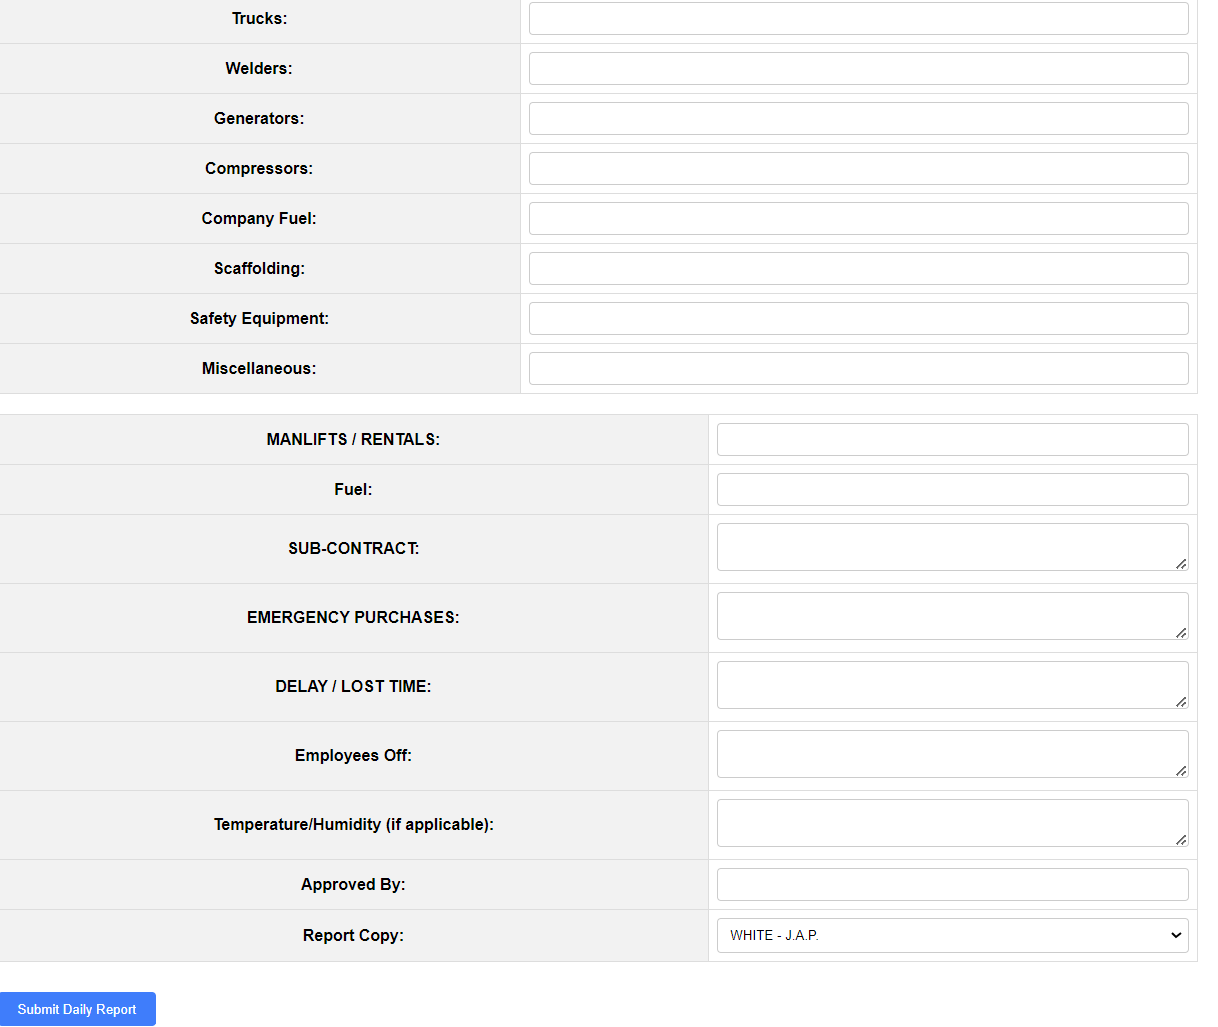 Trucks:
Welders:
Generators:
Compressors:
Company Fuel:
Scaffolding:
Safety Equipment:
Miscellaneous:
MANLIFTS / RENTALS:
Fuel:
SUB-CONTRACT:
EMERGENCY PURCHASES:
DELAY / LOST TIME:
Employees Off:
Temperature/Humidity (if applicable):
Approved By:
Report Copy: WHITE - J.A.P.
Submit Daily Report